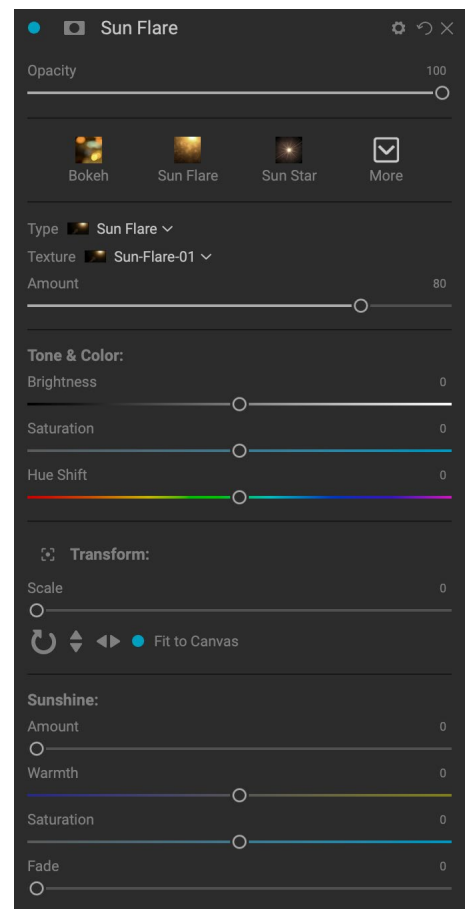 Sun Flare
Opacity 100
Bokeh Sun Flare Sun Star More
Type Sun Flare
Texture Sun-Flare-01
Amount 80
Tone & Color:
Brightness 0
Saturation 0
Hue Shift 0
Transform:
Scale 0
Fit to Canvas
Sunshine:
Amount 0
Warmth 0
Saturation 0
Fade 0